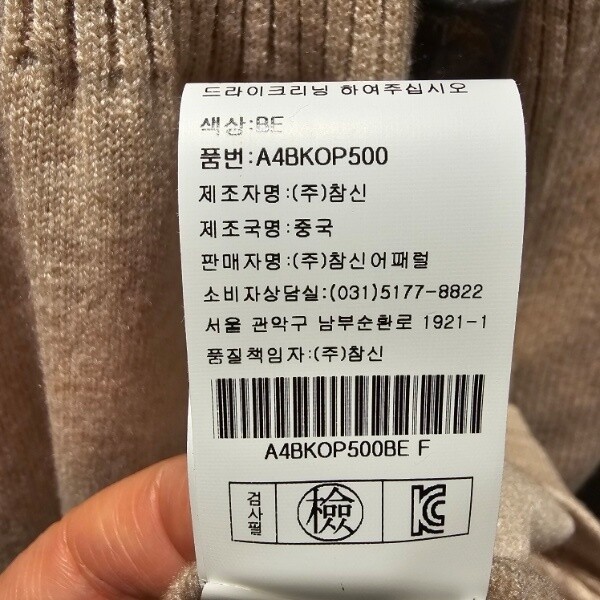 드라이크리닝 하여주십시오
색상:BE
품번:A4BKOP500
제조자명:(주)참신
제조국명:중국
판매자명:(주)참신어패럴
소비자상담실:(031)5177-8822
서울 관악구 남부순환로 1921-1
품질책임자:(주)참신
A4BKOP500BE F
검사필 檢 KC